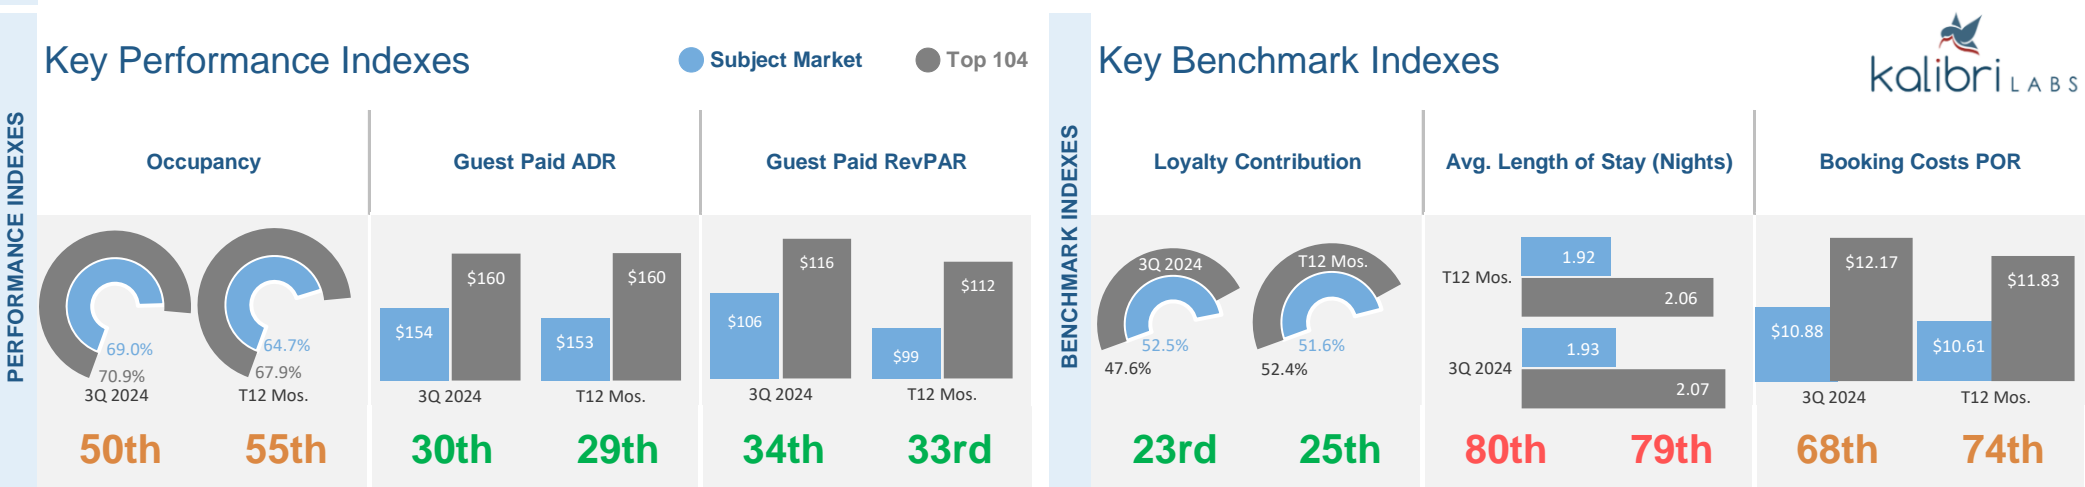 PERFORMANCE INDEXES
Key Performance Indexes
Subject Market
Top 104
Occupancy
Guest Paid ADR
Guest Paid RevPAR
69.0%
70.9%
3Q 2024
64.7%
67.9%
T12 Mos.
$154
$160
3Q 2024
$153
$160
T12 Mos.
$106
$116
3Q 2024
$99
$112
T12 Mos.
50th
55th
30th
29th
34th
33rd
BENCHMARK INDEXES
Key Benchmark Indexes
kalibri LABS
Loyalty Contribution
Avg. Length of Stay (Nights)
Booking Costs POR
3Q 2024
52.5%
47.6%
T12 Mos.
51.6%
52.4%
T12 Mos.
1.92
2.06
3Q 2024
1.93
2.07
$10.88
$12.17
3Q 2024
$10.61
$11.83
T12 Mos.
23rd
25th
80th
79th
68th
74th